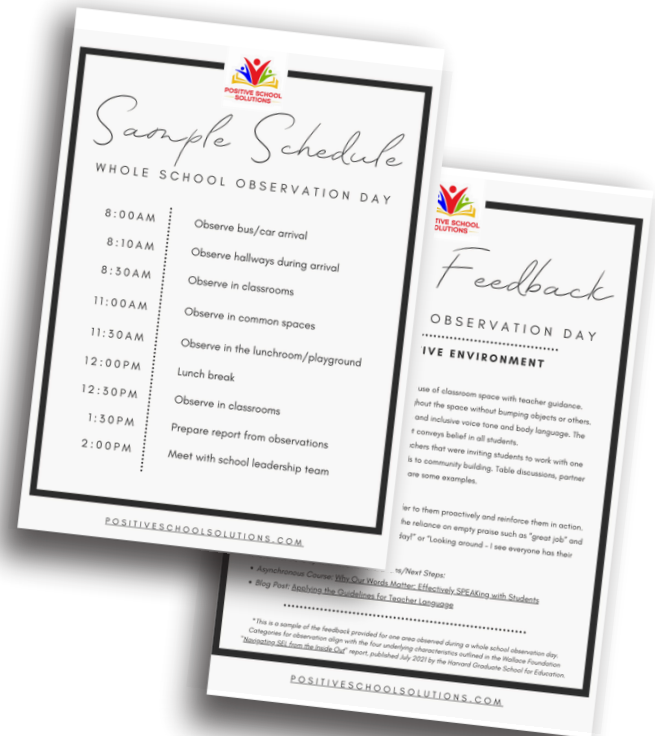 POSITIVE SCHOOL
SOLUTIONS
Sample Schedule
WHOLE SCHOOL OBSERVATION DAY
8:00AM Observe bus/car arrival
8:10AM Observe hallways during arrival
8:30AM Observe in classrooms
11:00AM Observe in common spaces
11:30AM Observe in the lunchroom/playground
12:00PM Lunch break
12:30PM Observe in classrooms
1:30PM Prepare report from observations
2:00PM Meet with school leadership team
POSITIVESCHOOLSOLUTIONS.COM
TIVE SCHOOL
OLUTIONS
Feedback
OBSERVATION DAY
IVE ENVIRONMENT
use of classroom space with teacher guidance.
hout the space without bumping objects or others.
and inclusive voice tone and body language. The
t conveys belief in all students.
chers that were inviting students to work with one
is to community building. Table discussions, partner
are some examples.
ler to them proactively and reinforce them in action.
he reliance on empty praise such as "great job" and
day!" or "Looking around - I see everyone has their
ns/Next Steps:
• Asynchronous Course: Why Our Words Matter: Effectively SPEAKing with Students
• Blog Post: Applying the Guidelines for Teacher Language
*This is a sample of the feedback provided for one area observed during a whole school observation day.
Categories for observation align with the four underlying characteristics outlined in the Wallace Foundation
"Navigating SEL from the Inside Out" report, published July 2021 by the Harvard Graduate School for Education.
POSITIVESCHOOLSOLUTIONS.COM